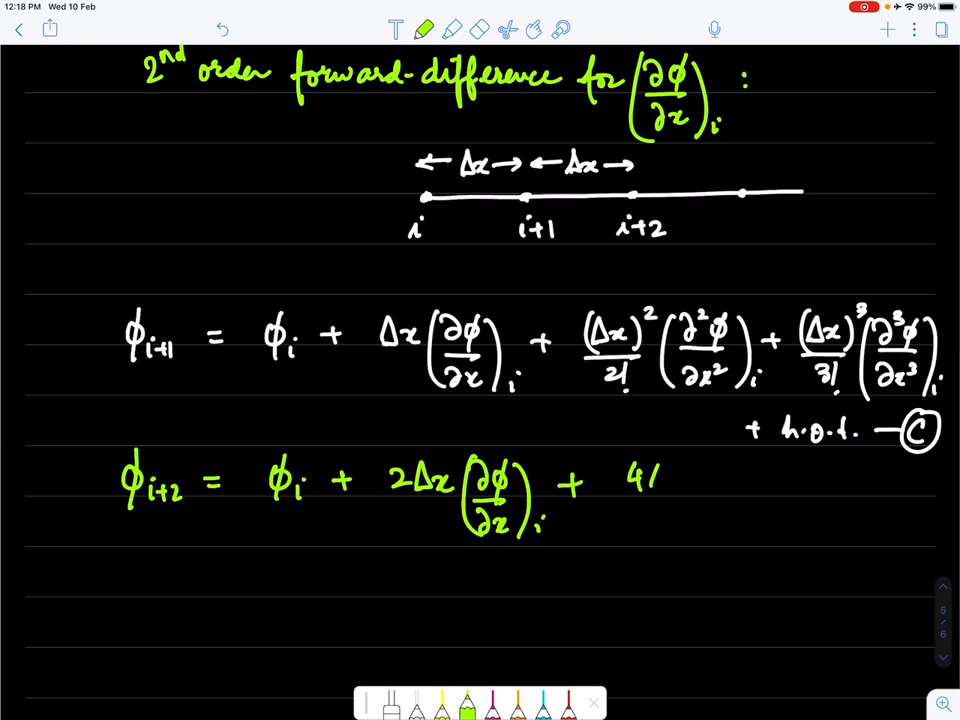 12:18 PM Wed 10 Feb 99%
T
2nd order forward-difference for (∂φ/∂x)i :
← Δx → ← Δx →
i i+1 i+2
φi+1 = φi + Δx (∂φ/∂x)i + (Δx)²/2! (∂²φ/∂x²)i + (Δx)³/3! (∂³φ/∂x³)i
+ h.o.t. — C
φi+2 = φi + 2Δx (∂φ/∂x)i + 4(
5
/
6